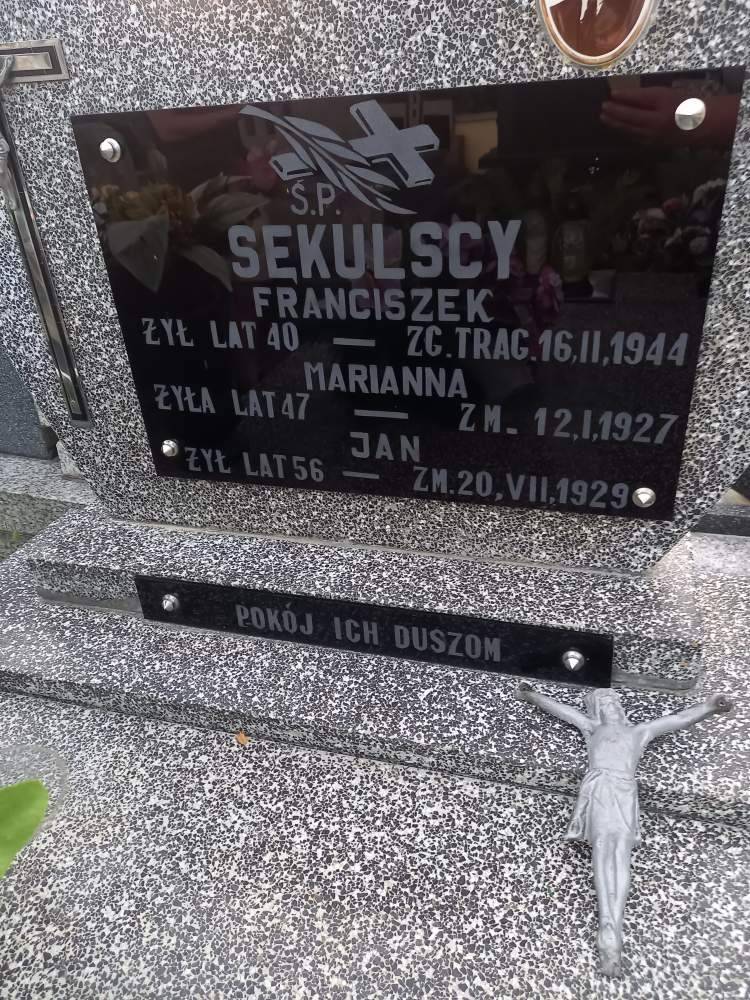 Ś.P.
SEKULSCY
FRANCISZEK
ŻYŁ LAT 40 — ZG.TRAG.16,II,1944
MARIANNA
ŻYŁA LAT 47 — ZM. 12,I,1927
JAN
ŻYŁ LAT 56 — ZM.20,VII,1929
POKÓJ ICH DUSZOM